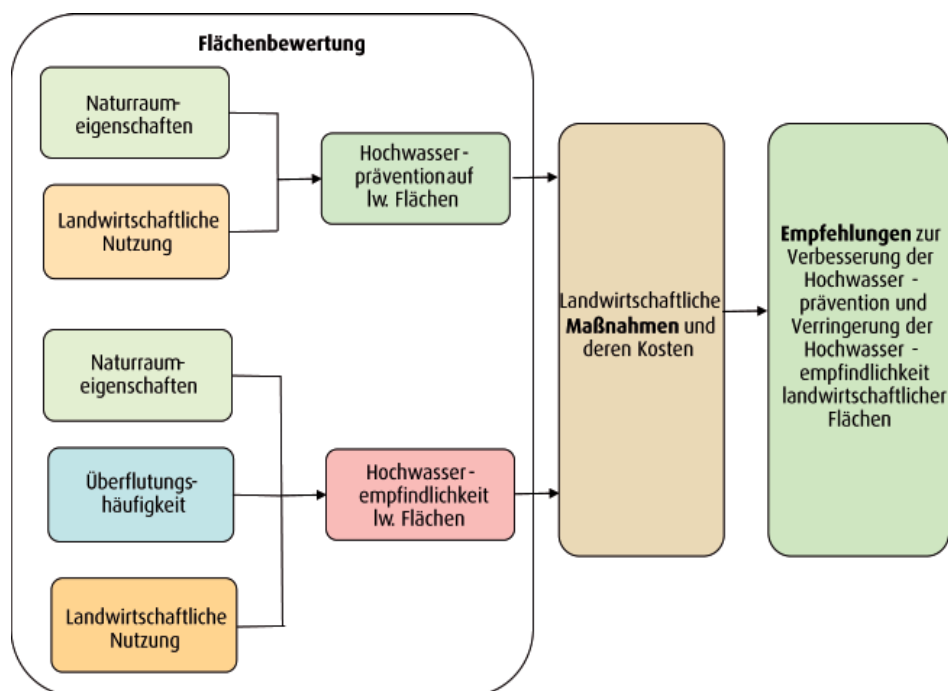 Flächenbewertung
Naturraum-
eigenschaften
Landwirtschaftliche
Nutzung
Hochwasser -
präventionauf
lw. Flächen
Naturraum-
eigenschaften
Überflutungs-
häufigkeit
Landwirtschaftliche
Nutzung
Hochwasser -
empfindlichkeit
lw. Flächen
Landwirtschaftliche
Maßnahmen und
deren Kosten
Empfehlungen zur
Verbesserung der
Hochwasser -
prävention und
Verringerung der
Hochwasser -
empfindlichkeit
landwirtschaftlicher
Flächen